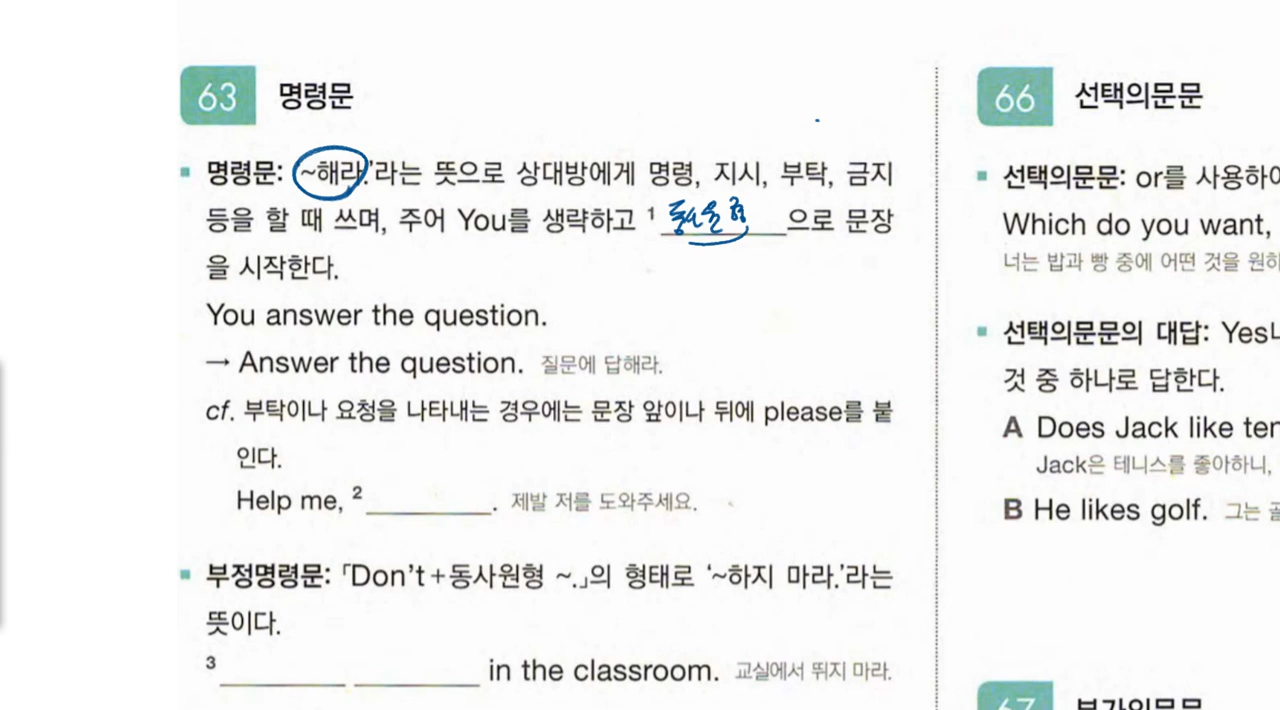 63 명령문
명령문: ~해라.'라는 뜻으로 상대방에게 명령, 지시, 부탁, 금지
등을 할 때 쓰며, 주어 You를 생략하고 1 동사원형으로 문장
을 시작한다.
You answer the question.
→ Answer the question. 질문에 답해라.
cf. 부탁이나 요청을 나타내는 경우에는 문장 앞이나 뒤에 please를 붙
인다.
Help me, 2 ________. 제발 저를 도와주세요.
부정명령문: 「Don't+동사원형 ~.」의 형태로 '~하지 마라.'라는
뜻이다.
3 ________ ________ in the classroom. 교실에서 뛰지 마라.
66 선택의문문
선택의문문: or를 사용하여
Which do you want,
너는 밥과 빵 중에 어떤 것을 원하
선택의문문의 대답: Yes나
것 중 하나로 답한다.
A Does Jack like ten
Jack은 테니스를 좋아하니,
B He likes golf. 그는 골
67 부가의문문